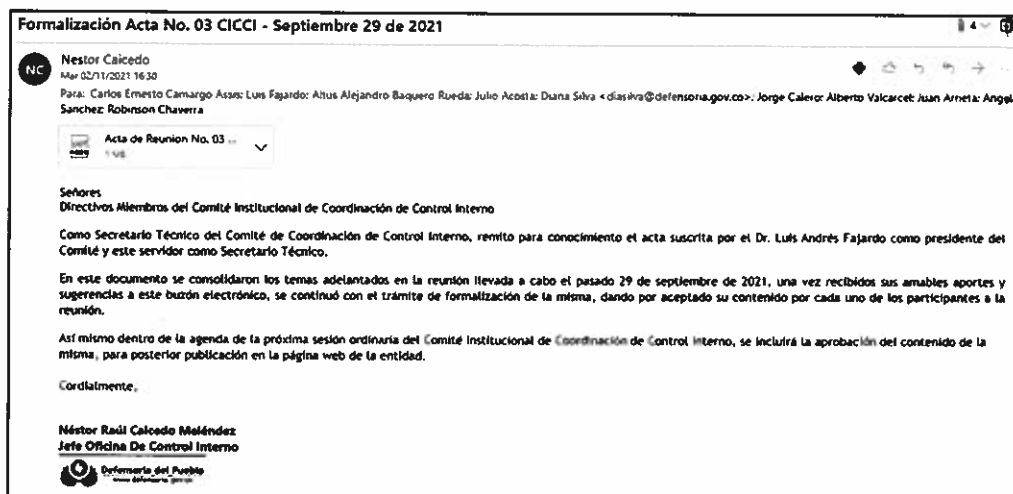 Formalización Acta No. 03 CICCI - Septiembre 29 de 2021
4
NC
Nestor Caicedo
Mar 02/11/2021 16:30
Para: Carlos Ernesto Camargo Assis; Luis Fajardo; Altus Alejandro Baquero Rueda; Julio Acosta; Diana Silva <diasilva@defensoria.gov.co>; Jorge Calero; Alberto Valcarcel; Juan Arrieta; Angel
Sanchez; Robinson Chaverra
Acta de Reunion No. 03 ...
1 MB
Señores
Directivos Miembros del Comité Institucional de Coordinación de Control Interno
Como Secretario Técnico del Comité de Coordinación de Control Interno, remito para conocimiento el acta suscrita por el Dr. Luis Andrés Fajardo como presidente del
Comité y este servidor como Secretario Técnico.
En este documento se consolidaron los temas adelantados en la reunión llevada a cabo el pasado 29 de septiembre de 2021, una vez recibidos sus amables aportes y
sugerencias a este buzón electrónico, se continuó con el trámite de formalización de la misma, dando por aceptado su contenido por cada uno de los participantes a la
reunión.
Así mismo dentro de la agenda de la próxima sesión ordinaria del Comité Institucional de Coordinación de Control Interno, se incluirá la aprobación del contenido de la
misma, para posterior publicación en la página web de la entidad.
Cordialmente,
Néstor Raúl Caicedo Meléndez
Jefe Oficina De Control Interno
Defensoría del Pueblo